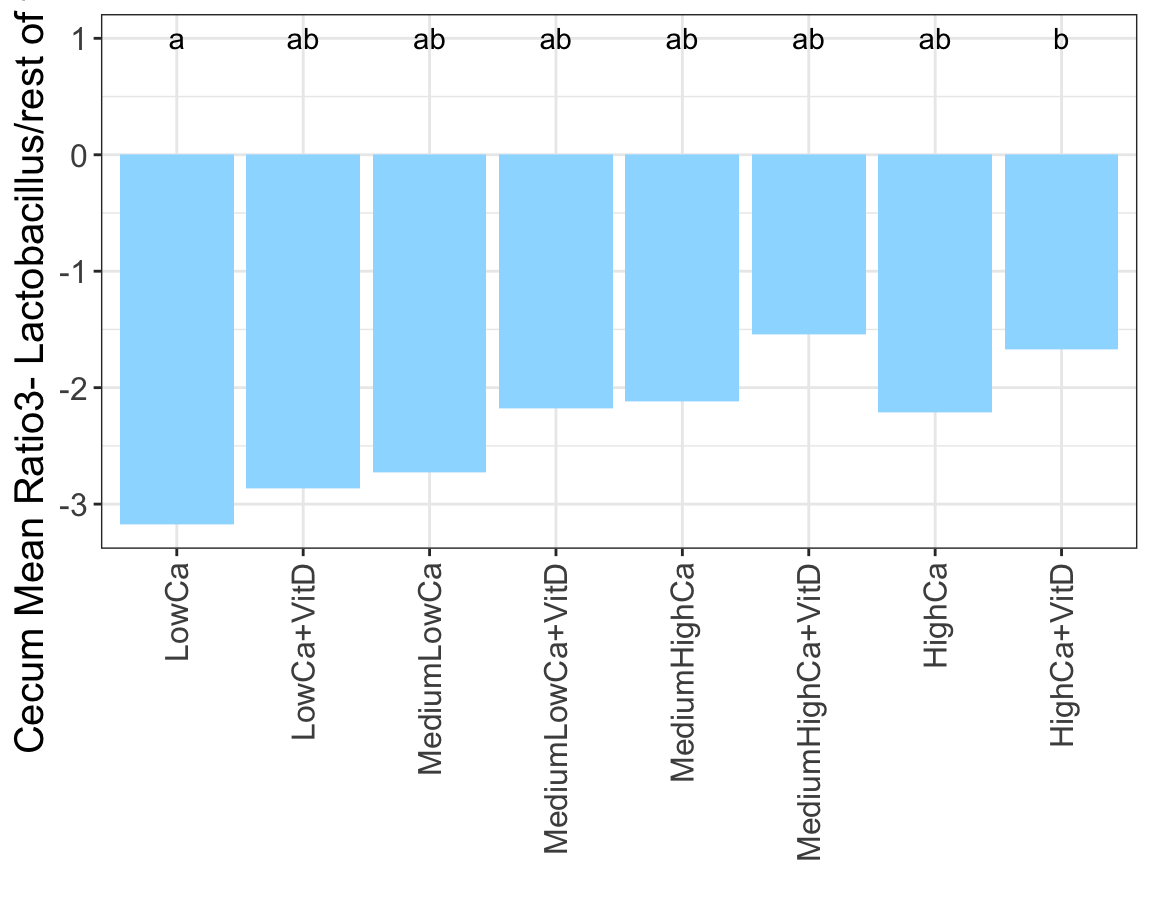 Cecum Mean Ratio3- Lactobacillus/rest of
1
0
-1
-2
-3
a ab ab ab ab ab ab b
LowCa
LowCa+VitD
MediumLowCa
MediumLowCa+VitD
MediumHighCa
MediumHighCa+VitD
HighCa
HighCa+VitD